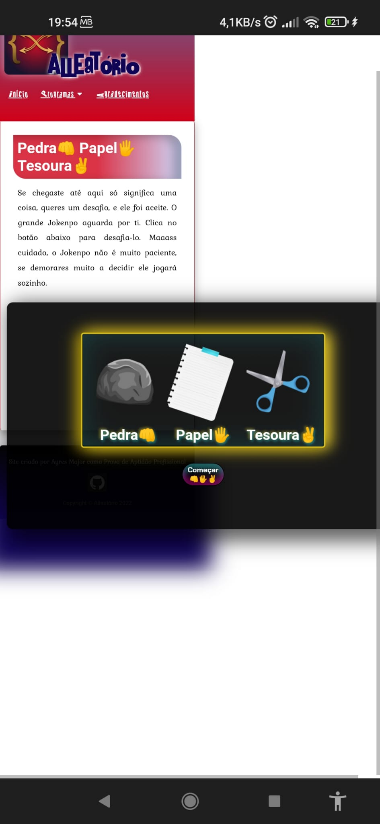 19:54 MB 4,1KB/s 21
ALLEATÓRIO
Início Programas Agradecimentos
Pedra👊 Papel🖐
Tesoura✌
Se chegaste até aqui só significa uma
coisa, queres um desafio, e ele foi aceite. O
grande Jokenpo aguarda por ti. Clica no
botão abaixo para desafia-lo. Maaass
cuidado, o Jokenpo não é muito paciente,
se demorares muito a decidir ele jogará
sozinho.
Pedra👊 Papel🖐 Tesoura✌
Começar
👊🖐✌